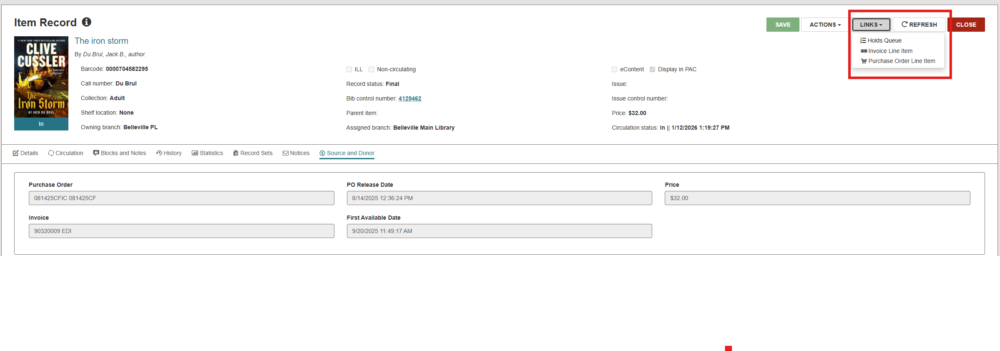 Item Record
SAVE
ACTIONS
LINKS
REFRESH
CLOSE
Holds Queue
Invoice Line Item
Purchase Order Line Item
#1 NEW YORK TIMES BESTSELLING AUTHOR
CLIVE
CUSSLER
AN ISAAC BELL
ADVENTURE
The
Iron Storm
BY JACK DU BRUL
In
The iron storm
By Du Brul, Jack B., author.
Barcode: 0000704582295
Call number: Du Brul
Collection: Adult
Shelf location: None
Owning branch: Belleville PL
ILL Non-circulating
Record status: Final
Bib control number: 4129462
Parent item:
Assigned branch: Belleville Main Library
eContent Display in PAC
Issue:
Issue control number:
Price: $32.00
Circulation status: In || 1/12/2026 1:19:27 PM
Details Circulation Blocks and Notes History Statistics Record Sets Notices Source and Donor
Purchase Order
081425CFIC 081425CF
PO Release Date
8/14/2025 12:36:24 PM
Price
$32.00
Invoice
90320009 EDI
First Available Date
9/20/2025 11:49:17 AM